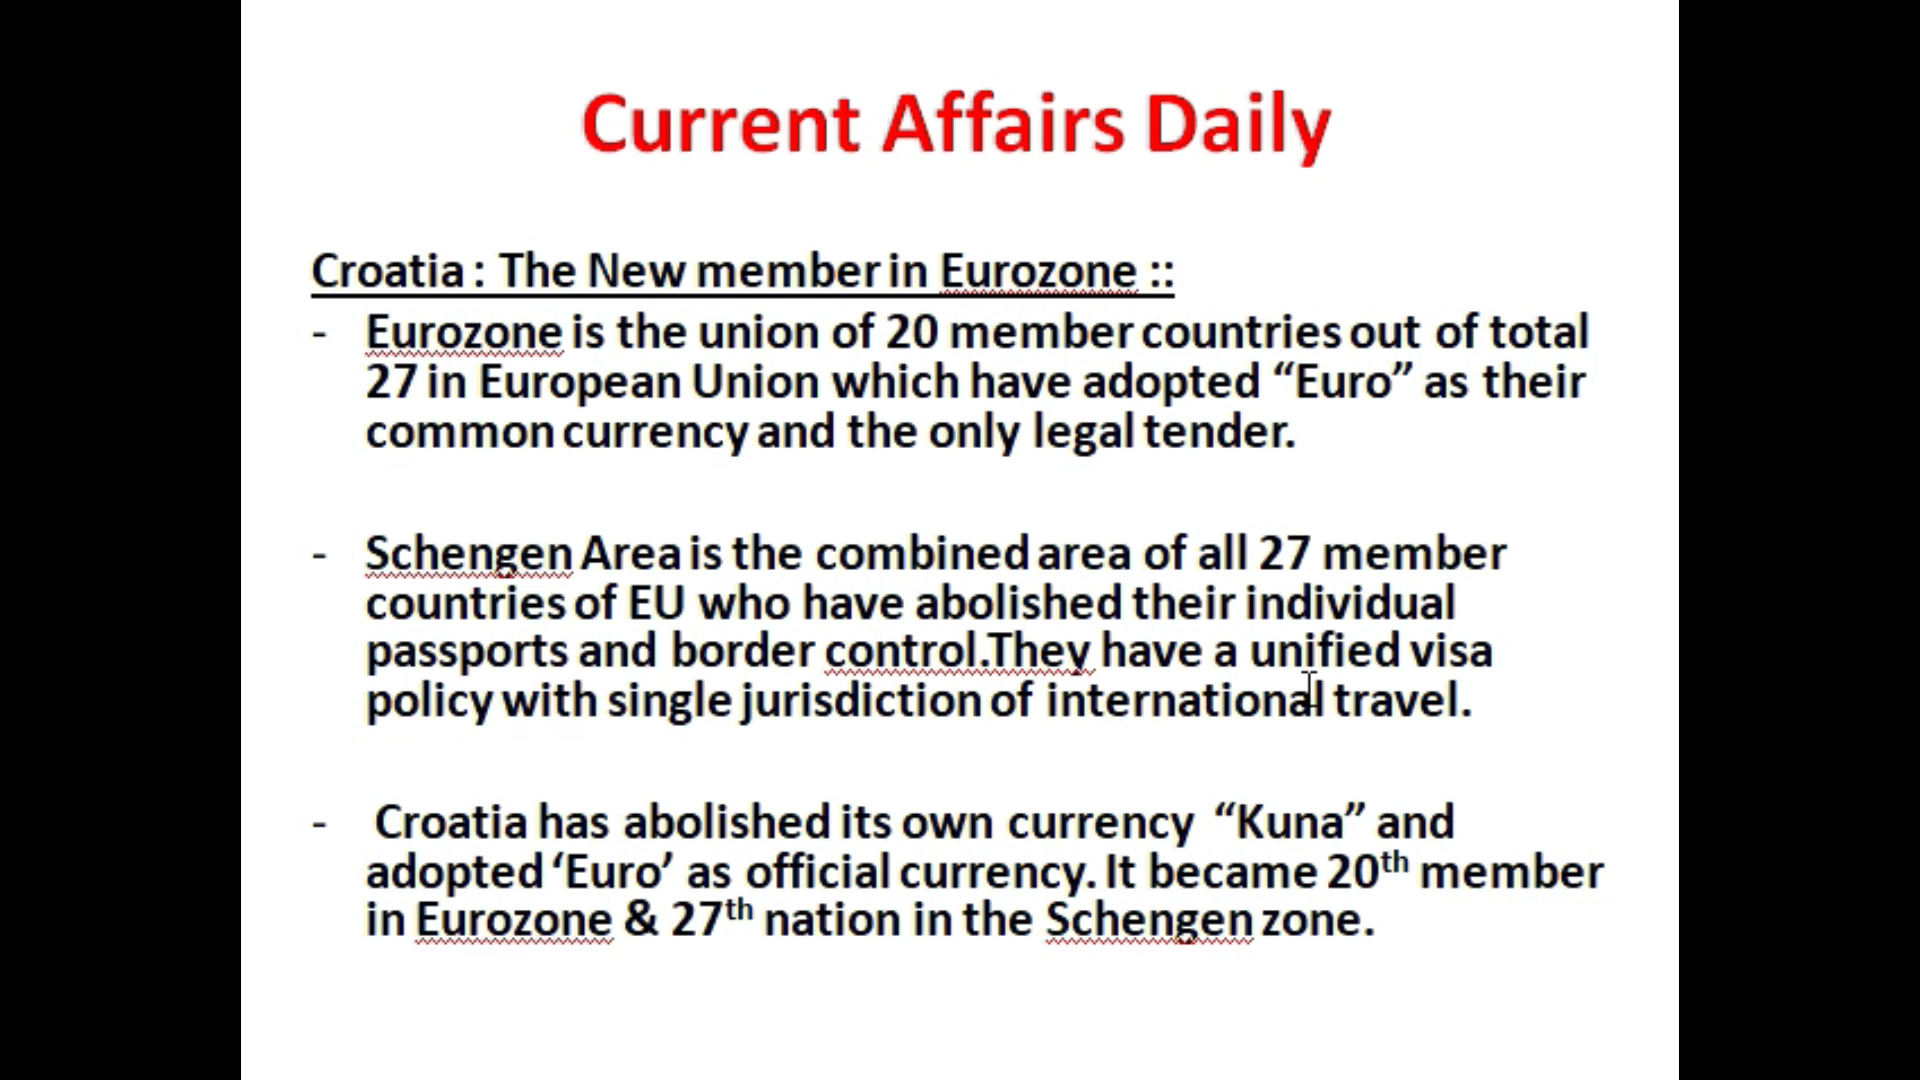 Current Affairs Daily
Croatia : The New member in Eurozone ::
- Eurozone is the union of 20 member countries out of total
27 in European Union which have adopted “Euro” as their
common currency and the only legal tender.
- Schengen Area is the combined area of all 27 member
countries of EU who have abolished their individual
passports and border control.They have a unified visa
policy with single jurisdiction of international travel.
- Croatia has abolished its own currency “Kuna” and
adopted ‘Euro’ as official currency. It became 20th member
in Eurozone & 27th nation in the Schengen zone.